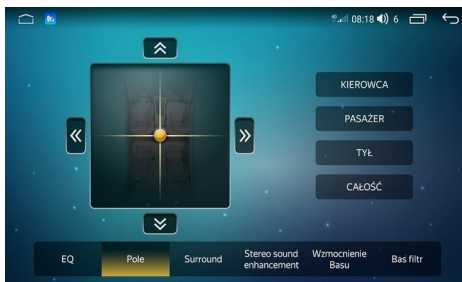 08:18 6
KIEROWCA
PASAŻER
TYŁ
CAŁOŚĆ
EQ
Pole
Surround
Stereo sound
enhancement
Wzmocnienie
Basu
Bas filtr